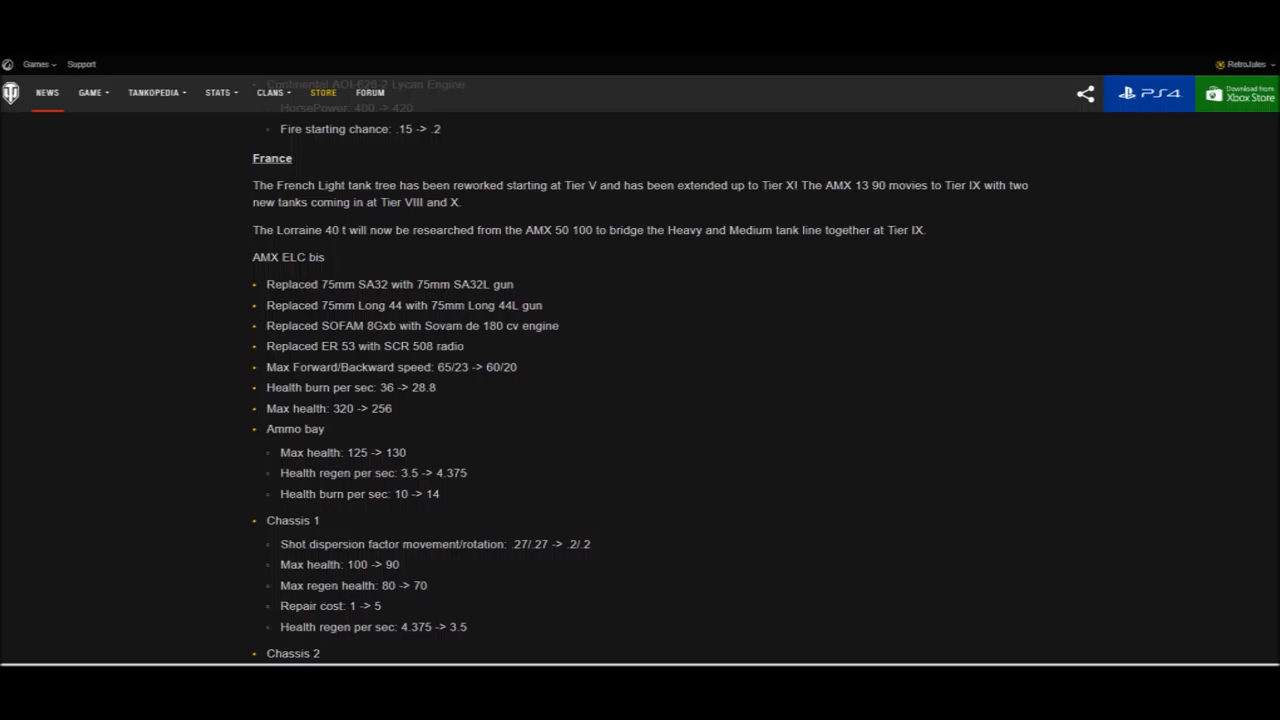 Games
Support
RetroJules
Continental AOI-628-2 Lycan Engine
NEWS
GAME
TANKOPEDIA
STATS
CLANS
STORE
FORUM
PS4
Download from
Xbox Store
HorsePower: 400 -> 420
Fire starting chance: .15 -> .2
France
The French Light tank tree has been reworked starting at Tier V and has been extended up to Tier X! The AMX 13 90 movies to Tier IX with two
new tanks coming in at Tier VIII and X.
The Lorraine 40 t will now be researched from the AMX 50 100 to bridge the Heavy and Medium tank line together at Tier IX.
AMX ELC bis
Replaced 75mm SA32 with 75mm SA32L gun
Replaced 75mm Long 44 with 75mm Long 44L gun
Replaced SOFAM 8Gxb with Sovam de 180 cv engine
Replaced ER 53 with SCR 508 radio
Max Forward/Backward speed: 65/23 -> 60/20
Health burn per sec: 36 -> 28.8
Max health: 320 -> 256
Ammo bay
Max health: 125 -> 130
Health regen per sec: 3.5 -> 4.375
Health burn per sec: 10 -> 14
Chassis 1
Shot dispersion factor movement/rotation: .27/.27 -> .2/.2
Max health: 100 -> 90
Max regen health: 80 -> 70
Repair cost: 1 -> 5
Health regen per sec: 4.375 -> 3.5
Chassis 2